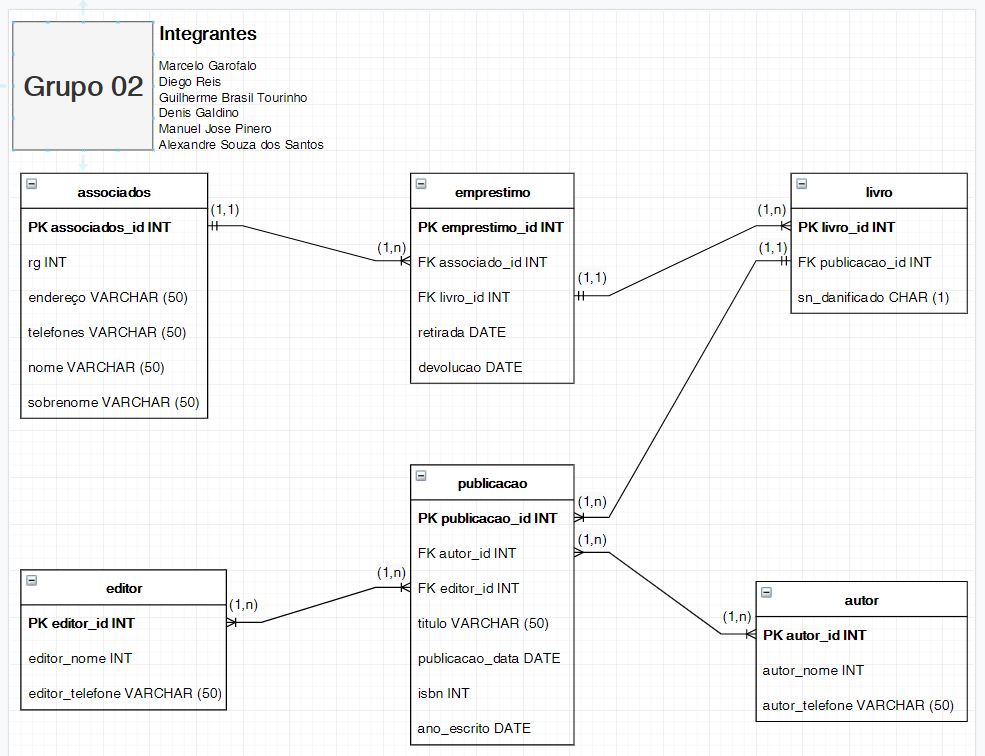 Grupo 02
Integrantes
Marcelo Garofalo
Diego Reis
Guilherme Brasil Tourinho
Denis Galdino
Manuel Jose Pinero
Alexandre Souza dos Santos
associados
PK associados_id INT
rg INT
endereço VARCHAR (50)
telefones VARCHAR (50)
nome VARCHAR (50)
sobrenome VARCHAR (50)
(1,1)
(1,n)
emprestimo
PK emprestimo_id INT
FK associado_id INT
FK livro_id INT
retirada DATE
devolucao DATE
(1,1)
(1,n)
(1,1)
livro
PK livro_id INT
FK publicacao_id INT
sn_danificado CHAR (1)
publicacao
PK publicacao_id INT
FK autor_id INT
FK editor_id INT
titulo VARCHAR (50)
publicacao_data DATE
isbn INT
ano_escrito DATE
(1,n)
(1,n)
(1,n)
(1,n)
editor
PK editor_id INT
editor_nome INT
editor_telefone VARCHAR (50)
(1,n)
autor
PK autor_id INT
autor_nome INT
autor_telefone VARCHAR (50)